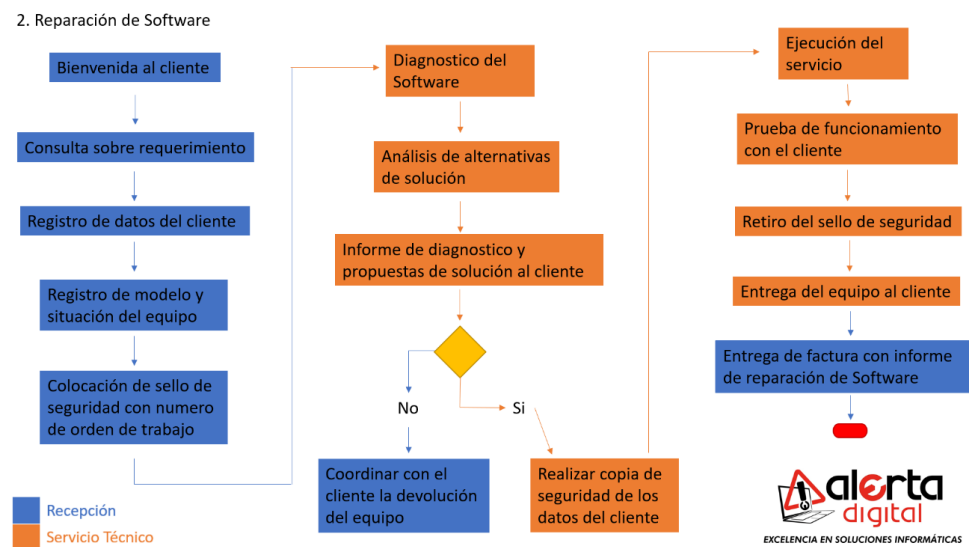 2. Reparación de Software
Bienvenida al cliente
Consulta sobre requerimiento
Registro de datos del cliente
Registro de modelo y
situación del equipo
Colocación de sello de
seguridad con numero
de orden de trabajo
Diagnostico del
Software
Análisis de alternativas
de solución
Informe de diagnostico y
propuestas de solución al cliente
No
Si
Coordinar con el
cliente la devolución
del equipo
Realizar copia de
seguridad de los
datos del cliente
Ejecución del
servicio
Prueba de funcionamiento
con el cliente
Retiro del sello de seguridad
Entrega del equipo al cliente
Entrega de factura con informe
de reparación de Software
Recepción
Servicio Técnico
alerta
digital
EXCELENCIA EN SOLUCIONES INFORMÁTICAS